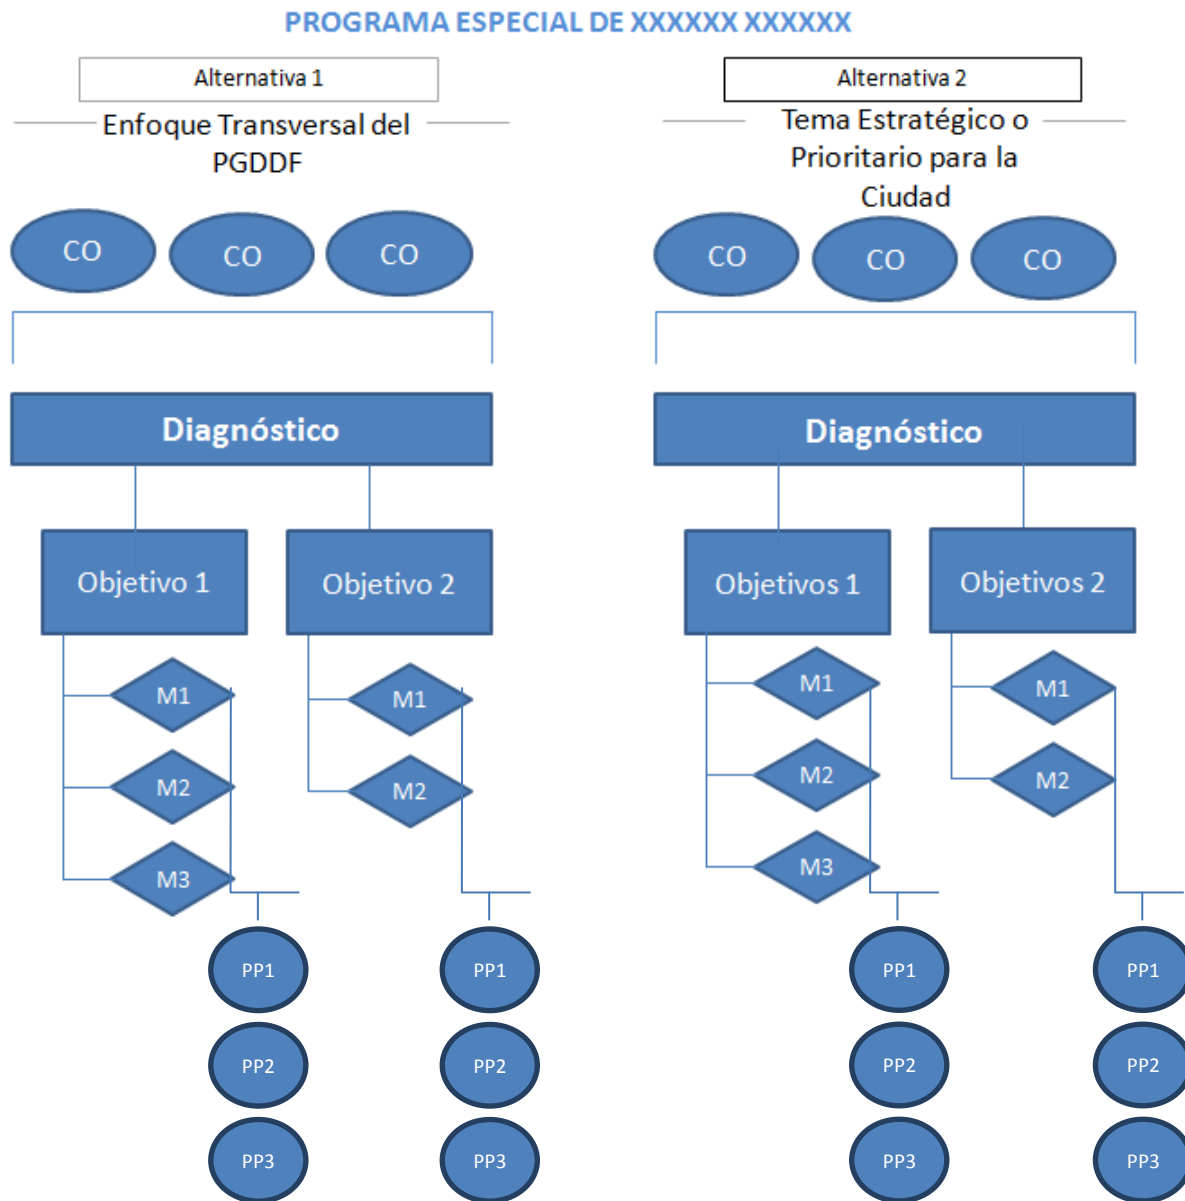 PROGRAMA ESPECIAL DE XXXXXX XXXXXX
Alternativa 1
Enfoque Transversal del
PGDDF
CO
CO
CO
Diagnóstico
Objetivo 1
Objetivo 2
M1
M2
M3
M1
M2
PP1
PP2
PP3
PP1
PP2
PP3
Alternativa 2
Tema Estratégico o
Prioritario para la
Ciudad
CO
CO
CO
Diagnóstico
Objetivos 1
Objetivos 2
M1
M2
M3
M1
M2
PP1
PP2
PP3
PP1
PP2
PP3